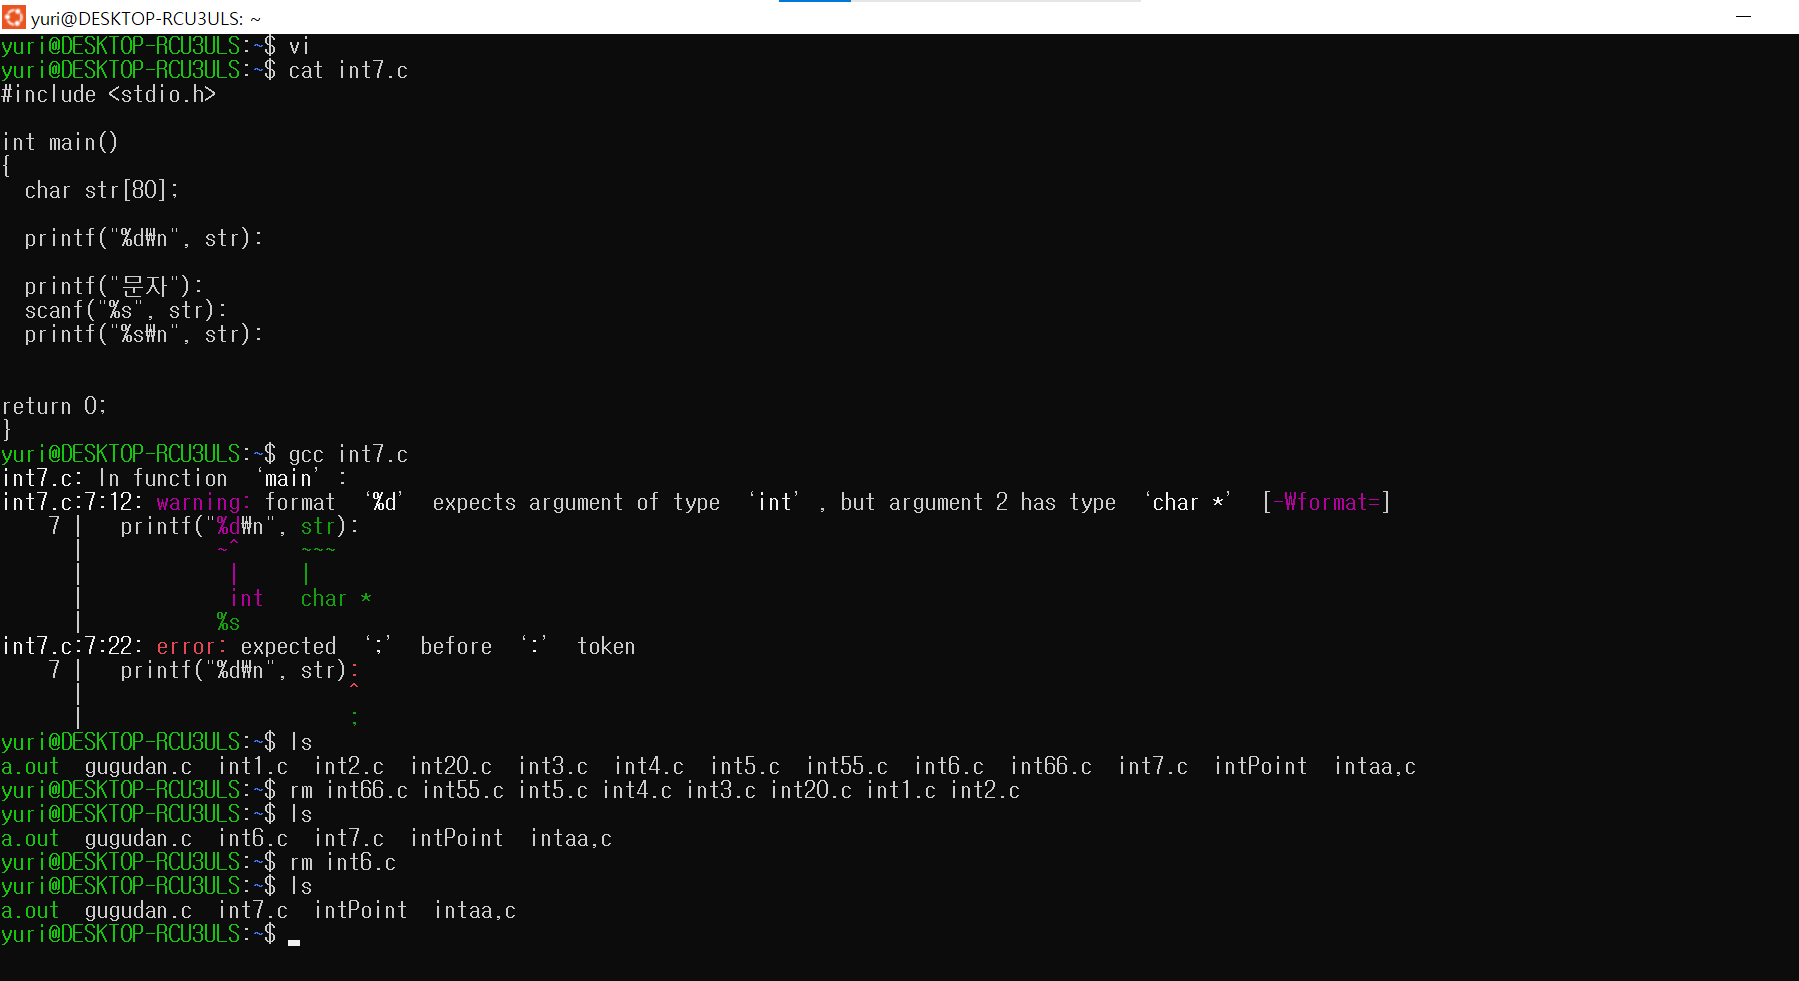 yuri@DESKTOP-RCU3ULS: ~
yuri@DESKTOP-RCU3ULS:~$ vi
yuri@DESKTOP-RCU3ULS:~$ cat int7.c
#include <stdio.h>
int main()
{
  char str[80];
  printf("%d₩n", str):
  printf("문자"):
  scanf("%s", str):
  printf("%s₩n", str):
return 0;
}
yuri@DESKTOP-RCU3ULS:~$ gcc int7.c
int7.c: In function ‘main’ :
int7.c:7:12: warning: format ‘%d’ expects argument of type ‘int’ , but argument 2 has type ‘char *’ [-Wformat=]
    7 |   printf("%d₩n", str):
      |           ~^     ~~~
      |            |     |
      |            int   char *
      |           %s
int7.c:7:22: error: expected ‘;’ before ‘:’ token
    7 |   printf("%d₩n", str):
      |                      ^
      |                      ;
yuri@DESKTOP-RCU3ULS:~$ ls
a.out  gugudan.c  int1.c  int2.c  int20.c  int3.c  int4.c  int5.c  int55.c  int6.c  int66.c  int7.c  intPoint  intaa,c
yuri@DESKTOP-RCU3ULS:~$ rm int66.c int55.c int5.c int4.c int3.c int20.c int1.c int2.c
yuri@DESKTOP-RCU3ULS:~$ ls
a.out  gugudan.c  int6.c  int7.c  intPoint  intaa,c
yuri@DESKTOP-RCU3ULS:~$ rm int6.c
yuri@DESKTOP-RCU3ULS:~$ ls
a.out  gugudan.c  int7.c  intPoint  intaa,c
yuri@DESKTOP-RCU3ULS:~$